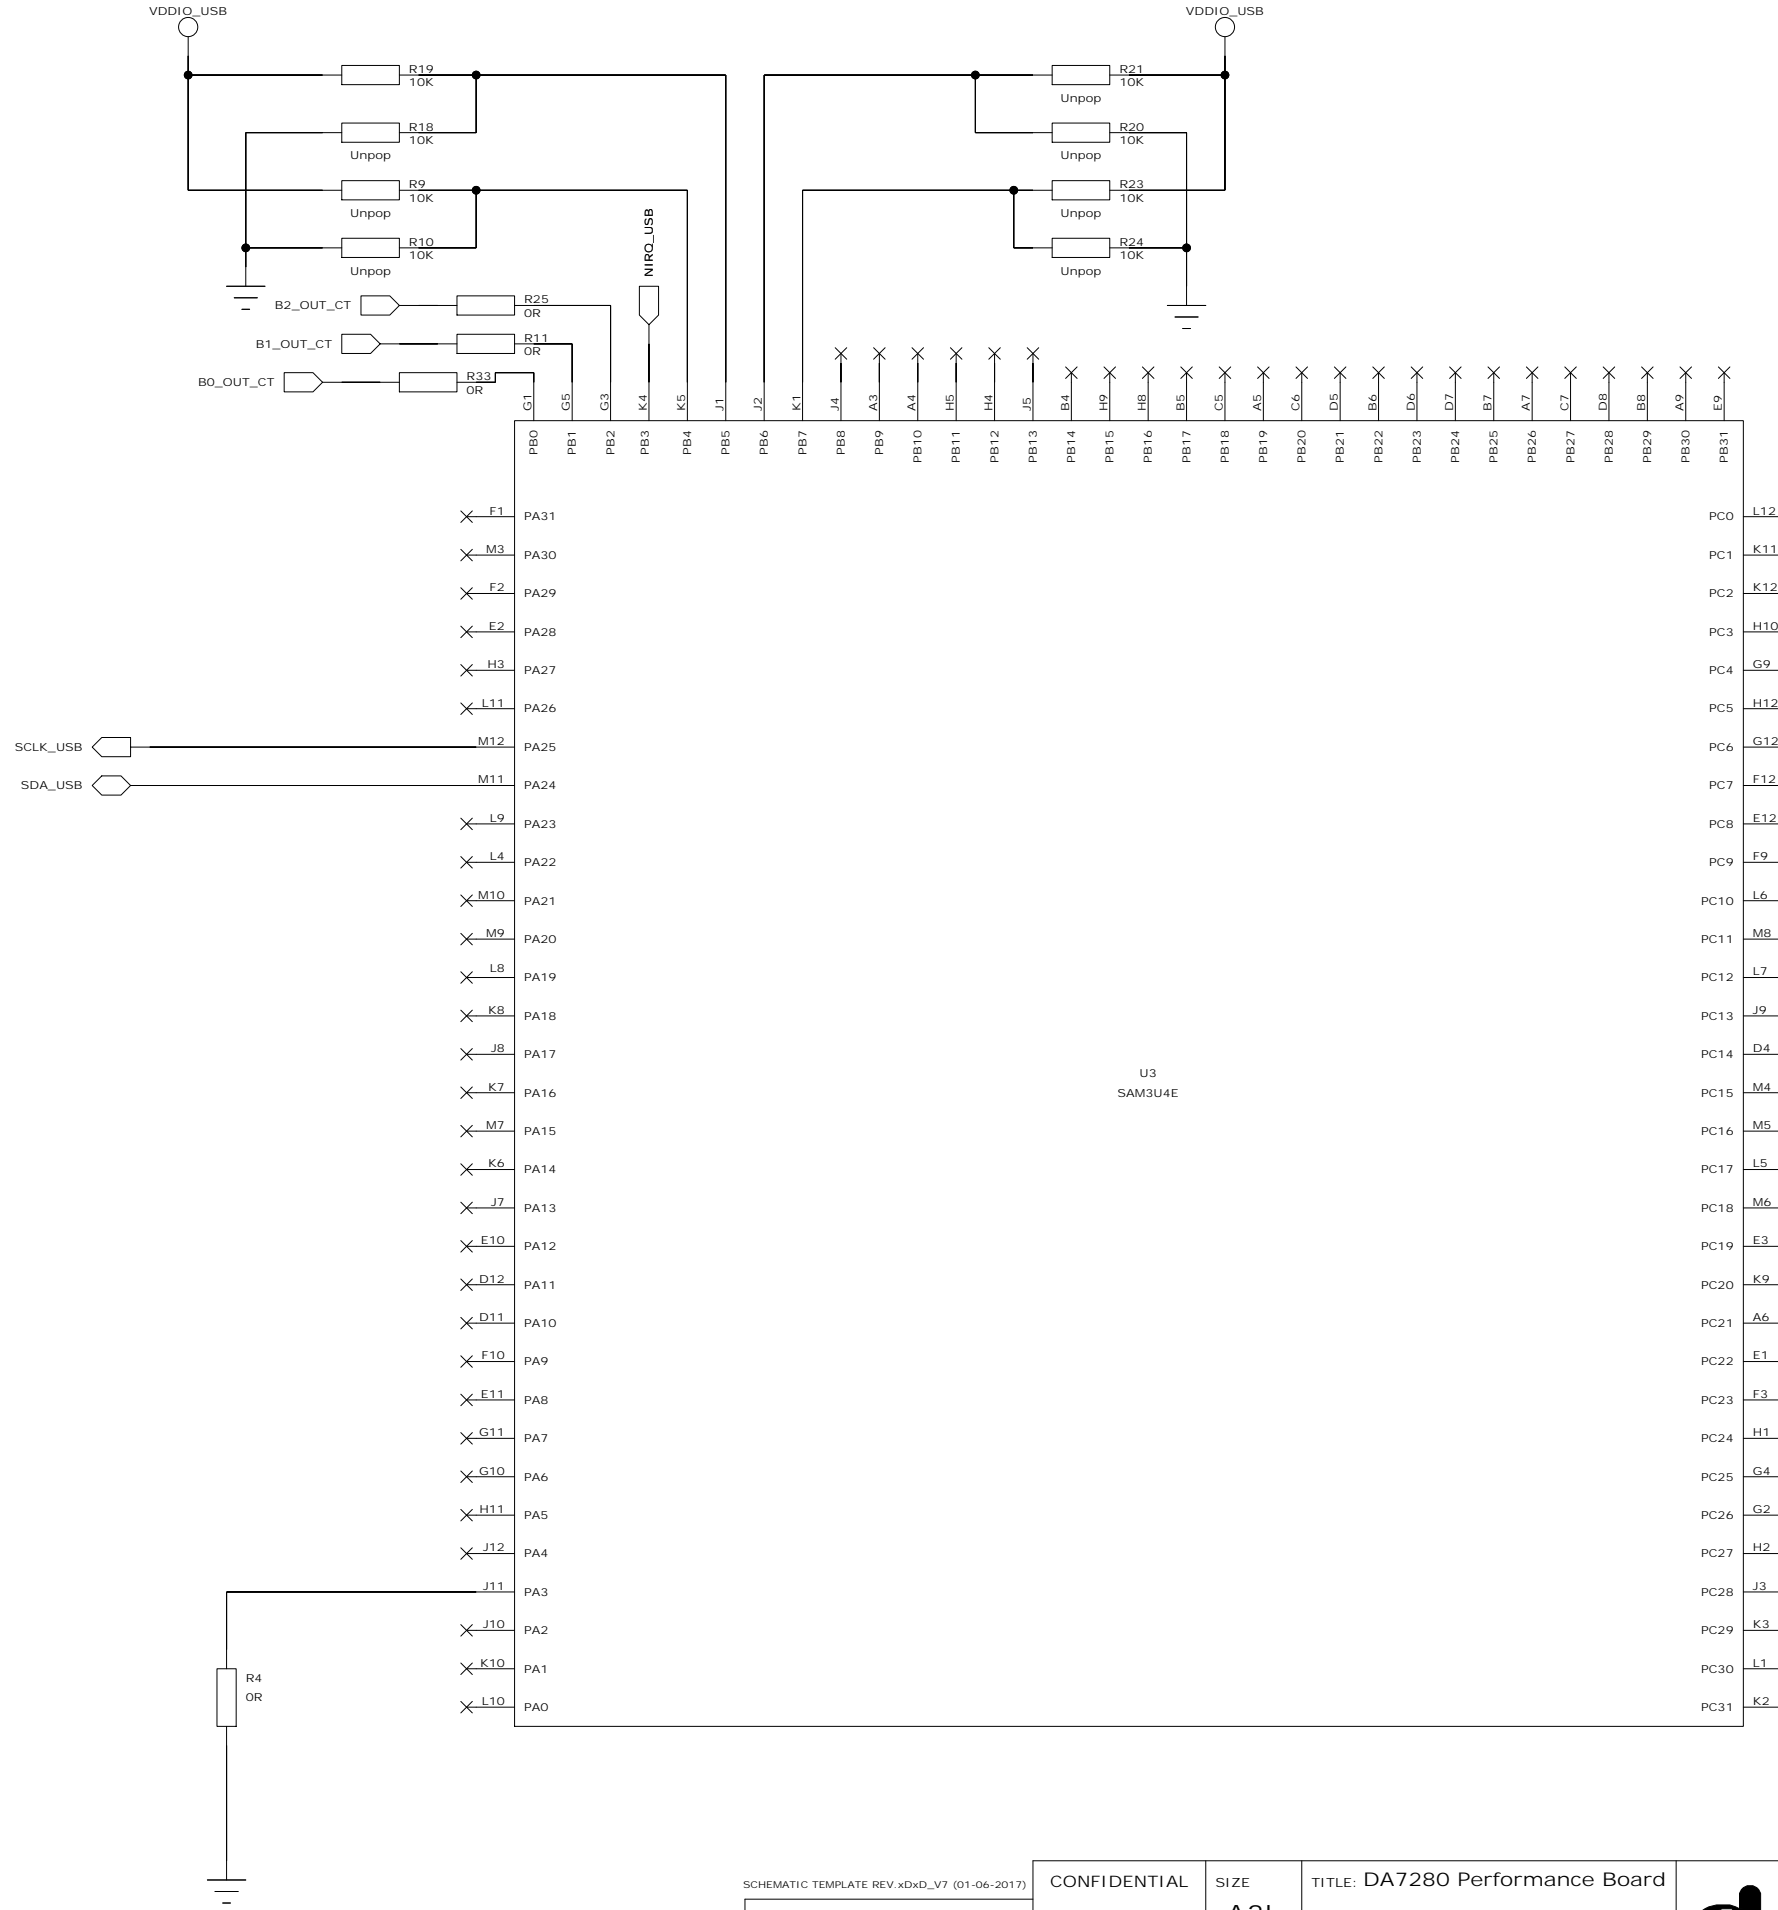 VDDIO_USB
VDDIO_USB
R19
10K
R18
10K
Unpop
R9
10K
Unpop
R10
10K
Unpop
R21
10K
Unpop
R20
10K
Unpop
R23
10K
Unpop
R24
10K
Unpop
NIRQ_USB
B2_OUT_CT
R25
0R
B1_OUT_CT
R11
0R
B0_OUT_CT
R33
0R
G1 G5 G3 K4 K5 J1 J2 K1 J4 A3 A4 H5 H4 J5 B4 H9 H8 B5 C5 A5 C6 D5 B6 D6 D7 B7 A7 C7 D8 B8 A9 E9
PB0 PB1 PB2 PB3 PB4 PB5 PB6 PB7 PB8 PB9 PB10 PB11 PB12 PB13 PB14 PB15 PB16 PB17 PB18 PB19 PB20 PB21 PB22 PB23 PB24 PB25 PB26 PB27 PB28 PB29 PB30 PB31
F1 PA31 PC0 L12
M3 PA30 PC1 K11
F2 PA29 PC2 K12
E2 PA28 PC3 H10
H3 PA27 PC4 G9
L11 PA26 PC5 H12
SCLK_USB M12 PA25 PC6 G12
SDA_USB M11 PA24 PC7 F12
L9 PA23 PC8 E12
L4 PA22 PC9 F9
M10 PA21 PC10 L6
M9 PA20 PC11 M8
L8 PA19 PC12 L7
K8 PA18 PC13 J9
J8 PA17 PC14 D4
U3
SAM3U4E
K7 PA16 PC15 M4
M7 PA15 PC16 M5
K6 PA14 PC17 L5
J7 PA13 PC18 M6
E10 PA12 PC19 E3
D12 PA11 PC20 K9
D11 PA10 PC21 A6
F10 PA9 PC22 E1
E11 PA8 PC23 F3
G11 PA7 PC24 H1
G10 PA6 PC25 G4
H11 PA5 PC26 G2
J12 PA4 PC27 H2
J11 PA3 PC28 J3
J10 PA2 PC29 K3
K10 PA1 PC30 L1
L10 PA0 PC31 K2
R4
0R
SCHEMATIC TEMPLATE REV.xDxD_V7 (01-06-2017)
CONFIDENTIAL
SIZE
TITLE: DA7280 Performance Board